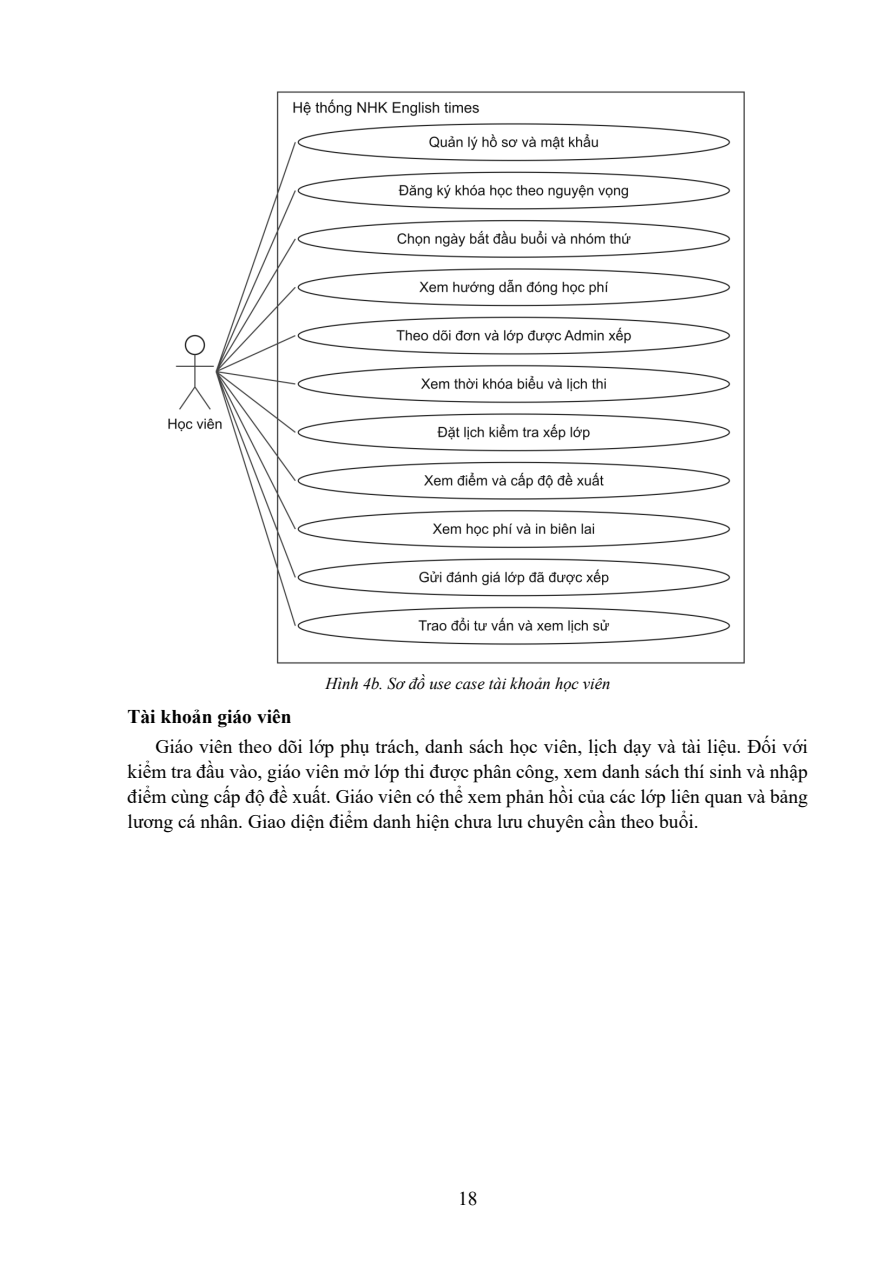 Hệ thống NHK English times
Quản lý hồ sơ và mật khẩu
Đăng ký khóa học theo nguyện vọng
Chọn ngày bắt đầu buổi và nhóm thứ
Xem hướng dẫn đóng học phí
Theo dõi đơn và lớp được Admin xếp
Xem thời khóa biểu và lịch thi
Đặt lịch kiểm tra xếp lớp
Xem điểm và cấp độ đề xuất
Xem học phí và in biên lai
Gửi đánh giá lớp đã được xếp
Trao đổi tư vấn và xem lịch sử
Học viên
Hình 4b. Sơ đồ use case tài khoản học viên
Tài khoản giáo viên
Giáo viên theo dõi lớp phụ trách, danh sách học viên, lịch dạy và tài liệu. Đối với
kiểm tra đầu vào, giáo viên mở lớp thi được phân công, xem danh sách thí sinh và nhập
điểm cùng cấp độ đề xuất. Giáo viên có thể xem phản hồi của các lớp liên quan và bảng
lương cá nhân. Giao diện điểm danh hiện chưa lưu chuyên cần theo buổi.
18